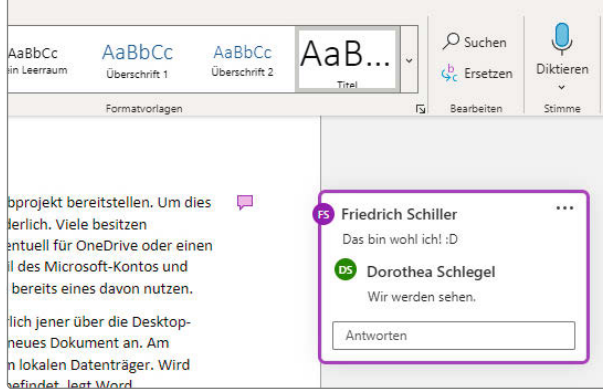 AaBbCc AaBbCc AaBbCc AaB...
in Leerraum Überschrift 1 Überschrift 2 Titel
Suchen
Ersetzen
Diktieren
Formatvorlagen Bearbeiten Stimme
bprojekt bereitstellen. Um dies
derlich. Viele besitzen
entuell für OneDrive oder einen
il des Microsoft-Kontos und
bereits eines davon nutzen.
rlich jener über die Desktop-
neues Dokument an. Am
n lokalen Datenträger. Wird
befindet, legt Word
FS Friedrich Schiller ...
Das bin wohl ich! :D
DS Dorothea Schlegel
Wir werden sehen.
Antworten